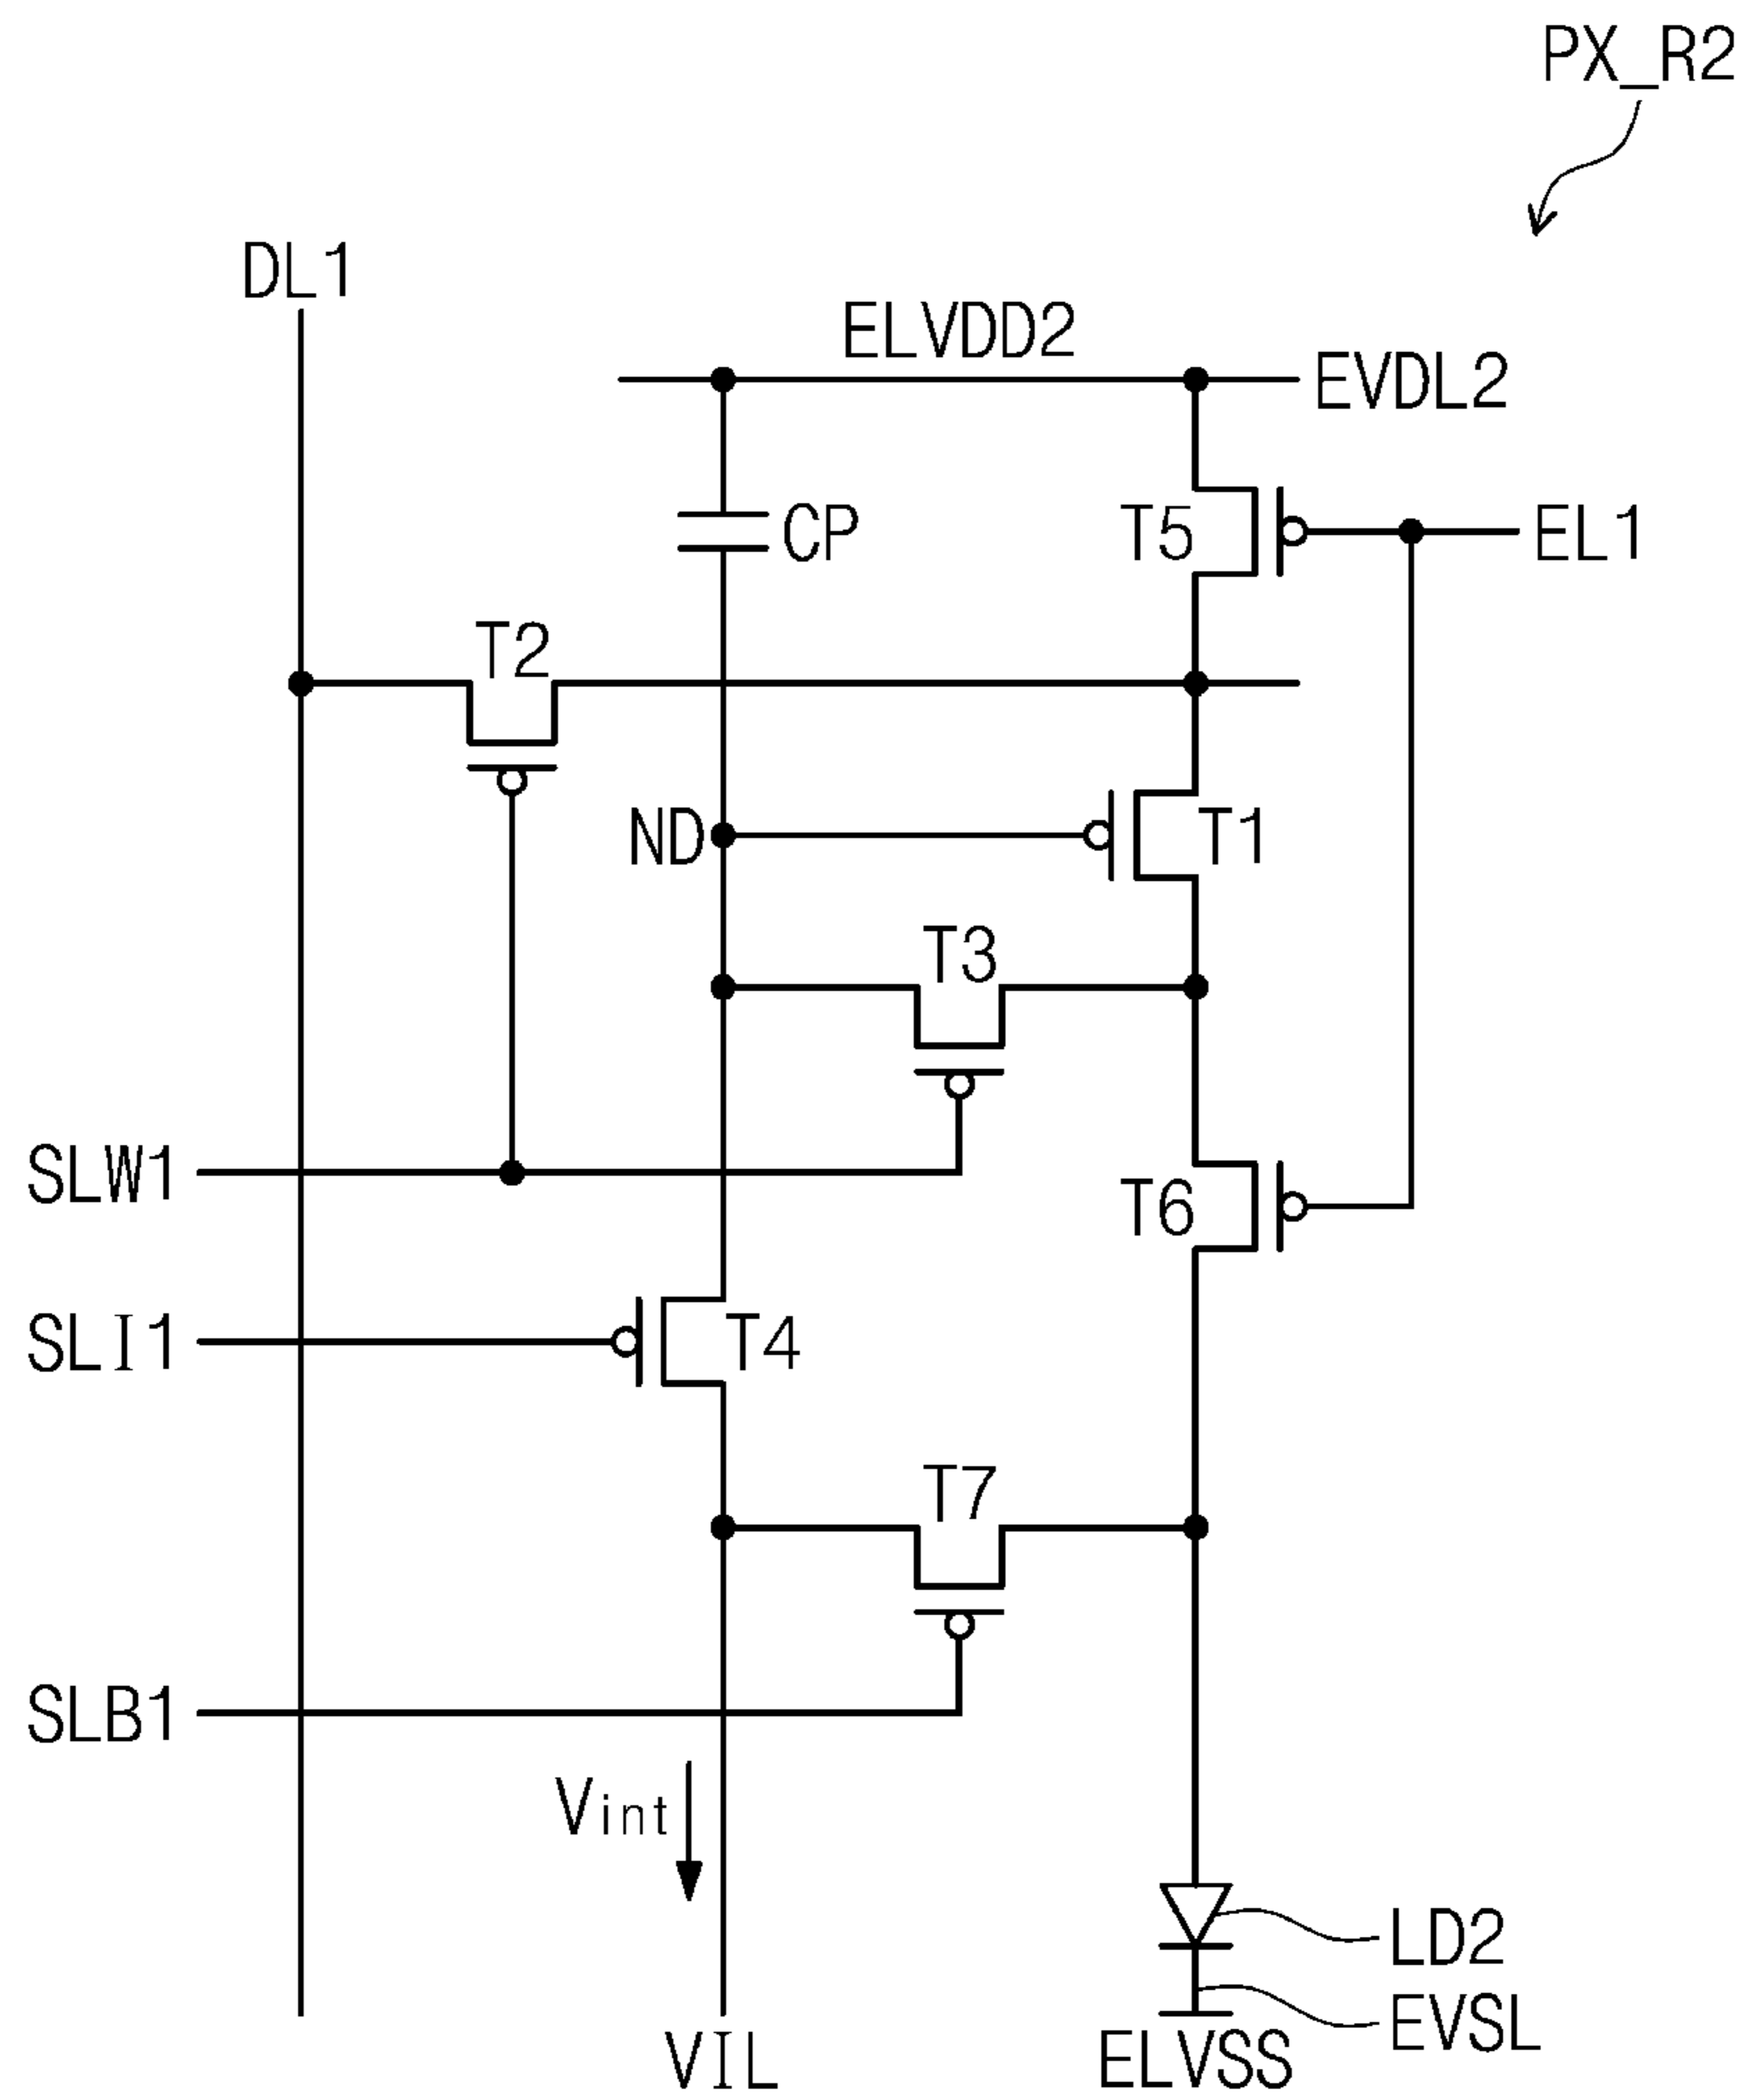 PX_R2
DL1
ELVDD2
EVDL2
CP
T5
EL1
T2
ND
T1
T3
SLW1
T6
SLI1
T4
T7
SLB1
Vint
LD2
EVSL
VIL
ELVSS